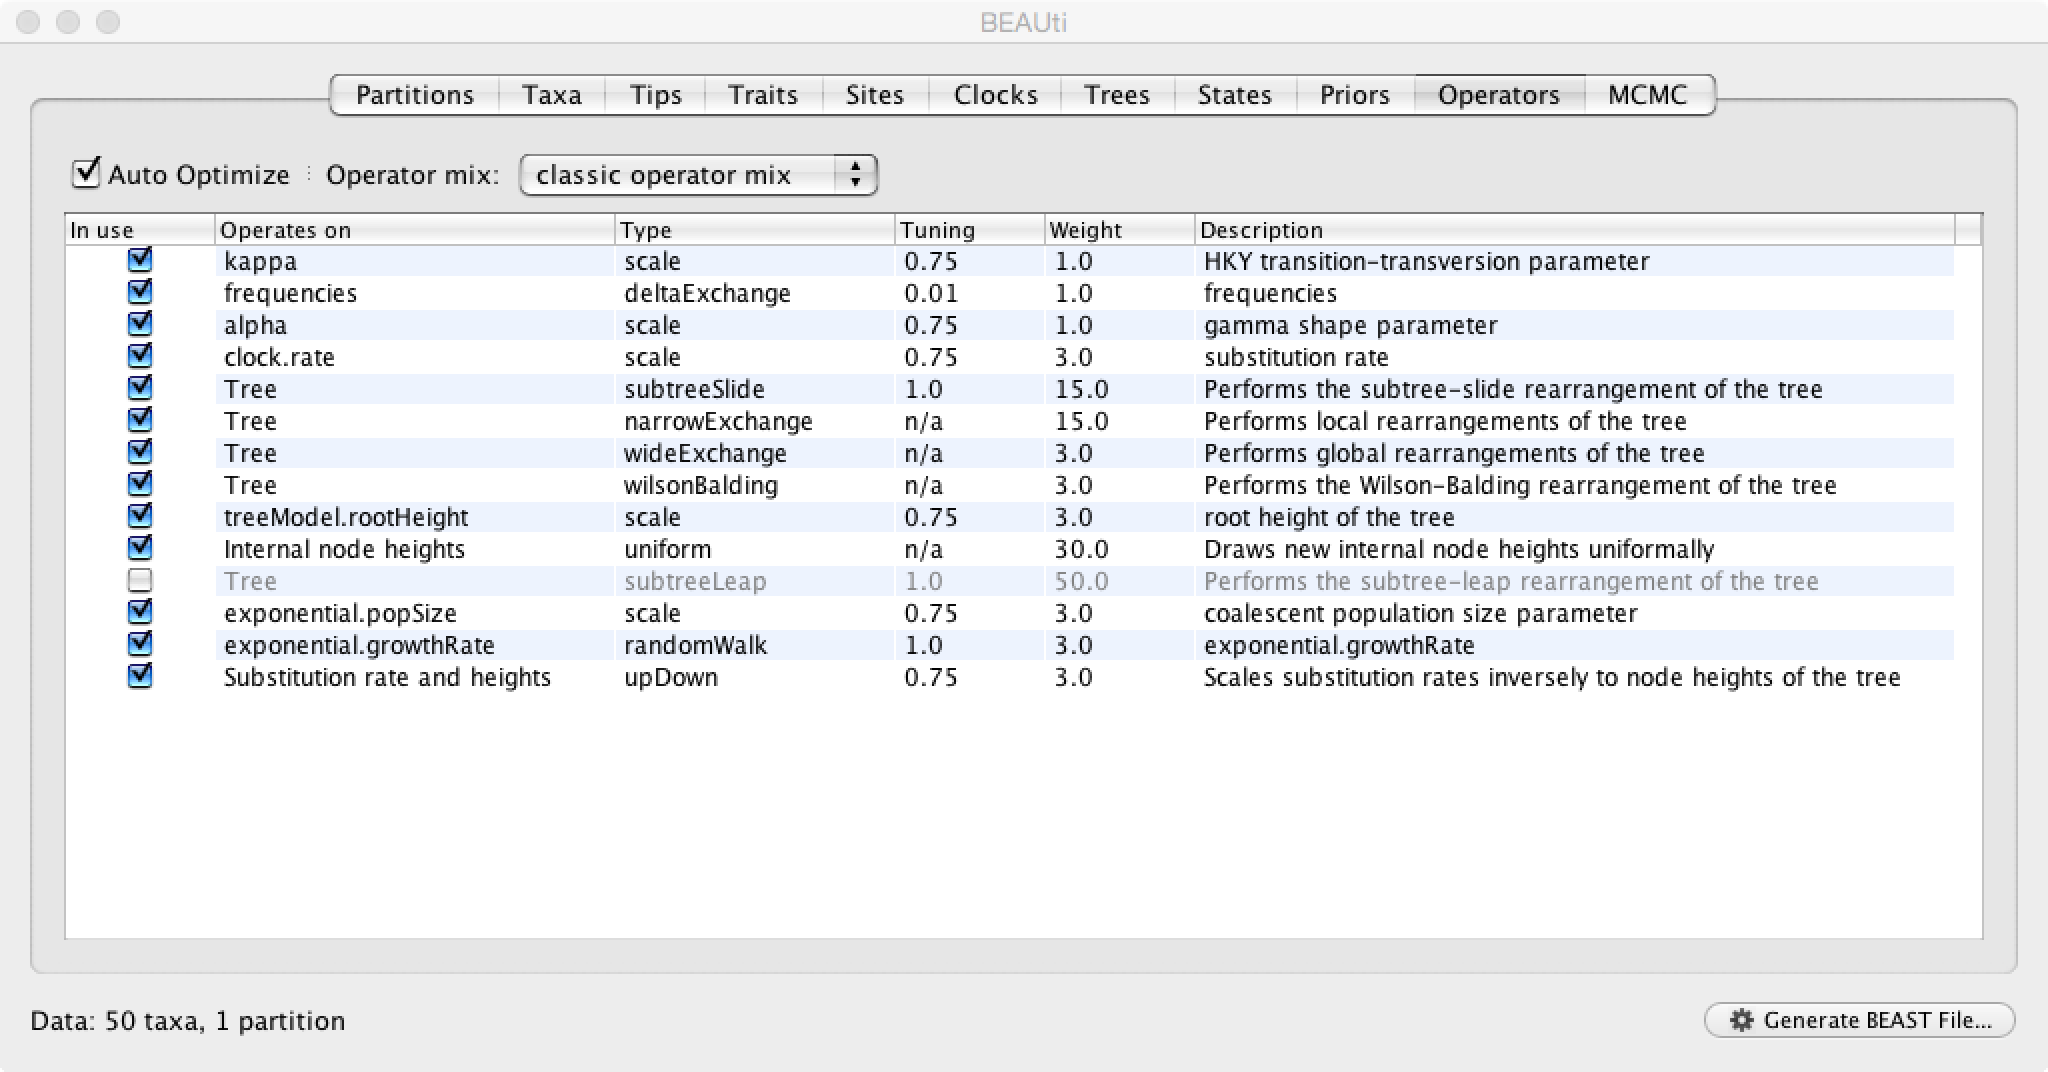 BEAUti
Partitions Taxa Tips Traits Sites Clocks Trees States Priors Operators MCMC
Auto Optimize Operator mix: classic operator mix
In use Operates on Type Tuning Weight Description
kappa scale 0.75 1.0 HKY transition-transversion parameter
frequencies deltaExchange 0.01 1.0 frequencies
alpha scale 0.75 1.0 gamma shape parameter
clock.rate scale 0.75 3.0 substitution rate
Tree subtreeSlide 1.0 15.0 Performs the subtree-slide rearrangement of the tree
Tree narrowExchange n/a 15.0 Performs local rearrangements of the tree
Tree wideExchange n/a 3.0 Performs global rearrangements of the tree
Tree wilsonBalding n/a 3.0 Performs the Wilson-Balding rearrangement of the tree
treeModel.rootHeight scale 0.75 3.0 root height of the tree
Internal node heights uniform n/a 30.0 Draws new internal node heights uniformally
Tree subtreeLeap 1.0 50.0 Performs the subtree-leap rearrangement of the tree
exponential.popSize scale 0.75 3.0 coalescent population size parameter
exponential.growthRate randomWalk 1.0 3.0 exponential.growthRate
Substitution rate and heights upDown 0.75 3.0 Scales substitution rates inversely to node heights of the tree
Data: 50 taxa, 1 partition
Generate BEAST File...